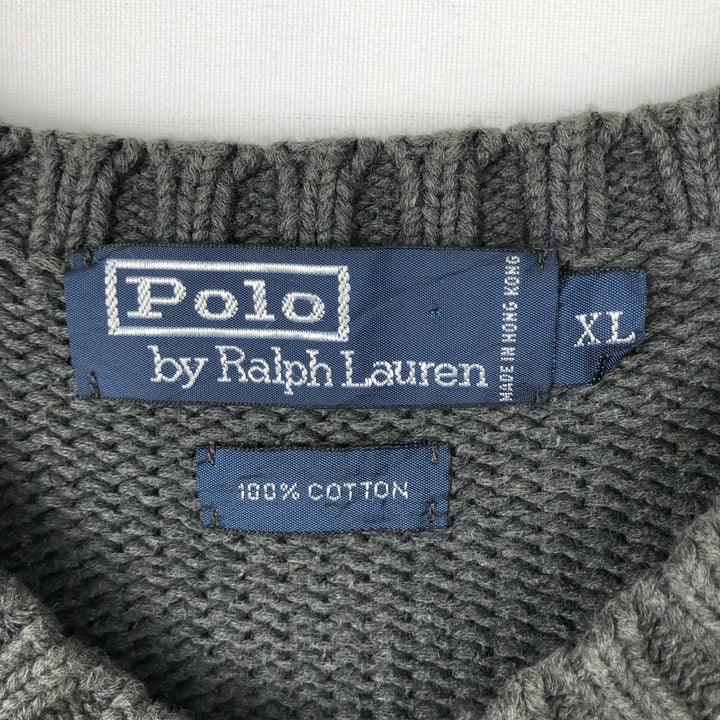 Polo
by Ralph Lauren
MADE IN HONG KONG
XL
100% COTTON